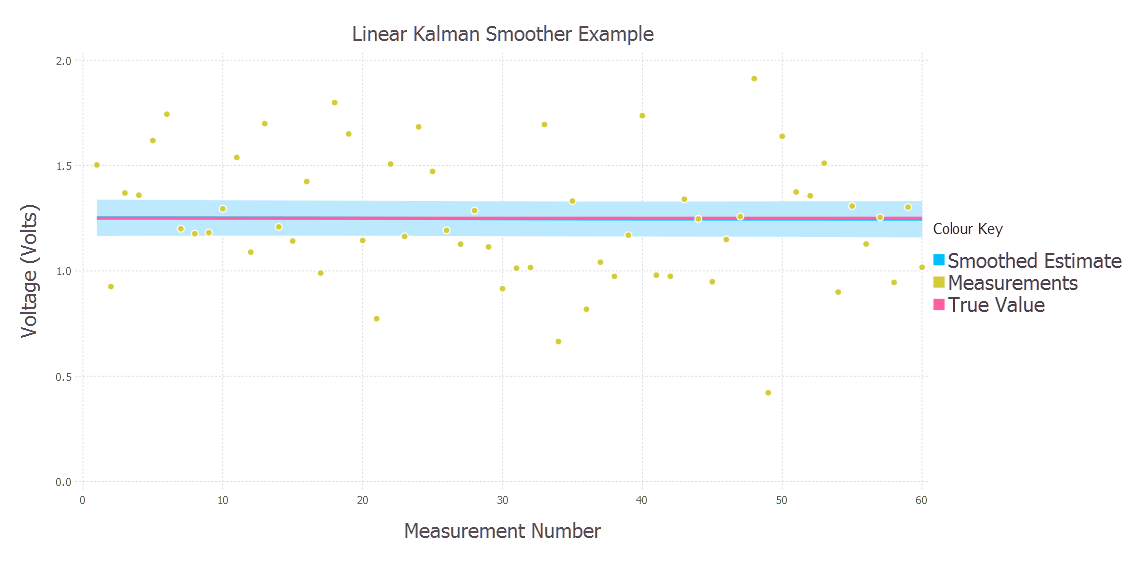 Linear Kalman Smoother Example
2.0
1.5
1.0
0.5
0.0
Voltage (Volts)
0 10 20 30 40 50 60
Measurement Number
Colour Key
Smoothed Estimate
Measurements
True Value